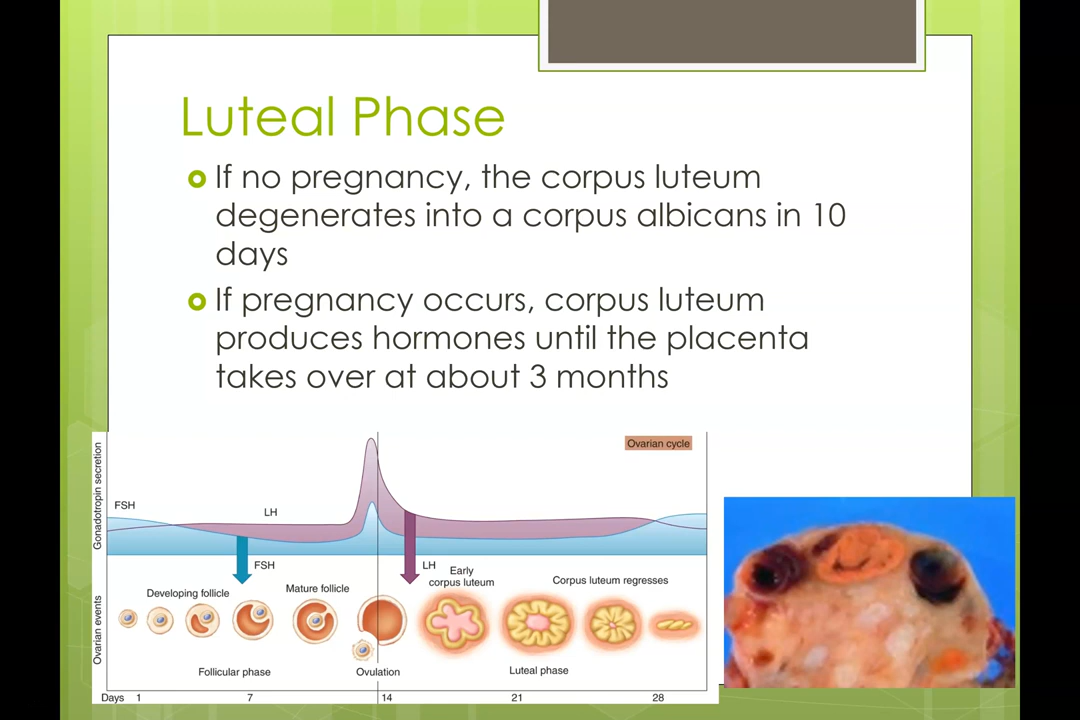 Luteal Phase
If no pregnancy, the corpus luteum
degenerates into a corpus albicans in 10
days
If pregnancy occurs, corpus luteum
produces hormones until the placenta
takes over at about 3 months
Gonadotropin secretion
Ovarian cycle
FSH
LH
FSH
LH
Ovarian events
Developing follicle
Mature follicle
Early
corpus luteum
Corpus luteum regresses
Follicular phase
Ovulation
Luteal phase
Days 1 7 14 21 28